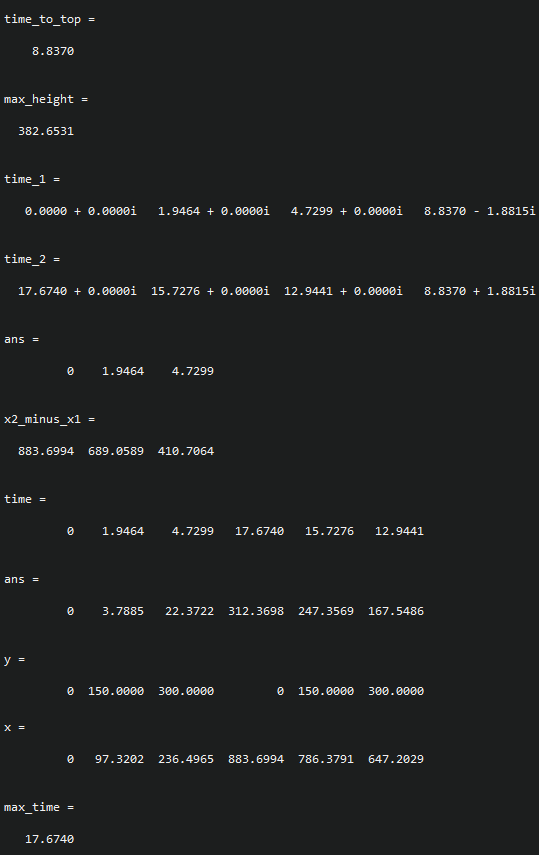 time_to_top =
8.8370
max_height =
382.6531
time_1 =
0.0000 + 0.0000i 1.9464 + 0.0000i 4.7299 + 0.0000i 8.8370 - 1.8815i
time_2 =
17.6740 + 0.0000i 15.7276 + 0.0000i 12.9441 + 0.0000i 8.8370 + 1.8815i
ans =
0 1.9464 4.7299
x2_minus_x1 =
883.6994 689.0589 410.7064
time =
0 1.9464 4.7299 17.6740 15.7276 12.9441
ans =
0 3.7885 22.3722 312.3698 247.3569 167.5486
y =
0 150.0000 300.0000 0 150.0000 300.0000
x =
0 97.3202 236.4965 883.6994 786.3791 647.2029
max_time =
17.6740